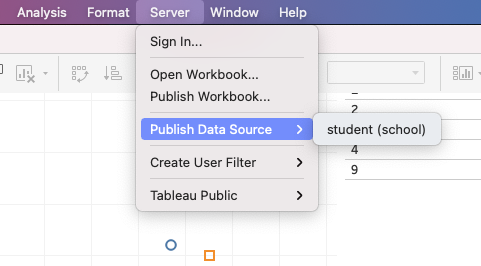 Analysis Format Server Window Help
Sign In...
Open Workbook...
Publish Workbook...
Publish Data Source
student (school)
Create User Filter
Tableau Public
2
4
9